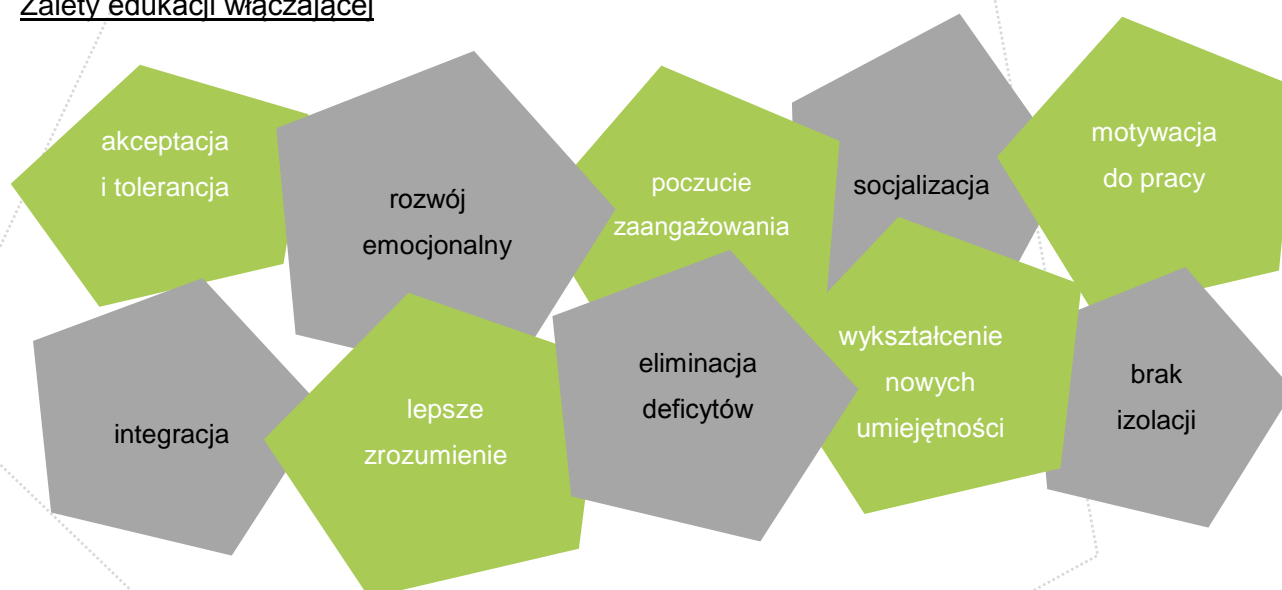 Zalety edukacji włączającej
akceptacja
i tolerancja
rozwój
emocjonalny
poczucie
zaangażowania
socjalizacja
motywacja
do pracy
integracja
lepsze
zrozumienie
eliminacja
deficytów
wykształcenie
nowych
umiejętności
brak
izolacji